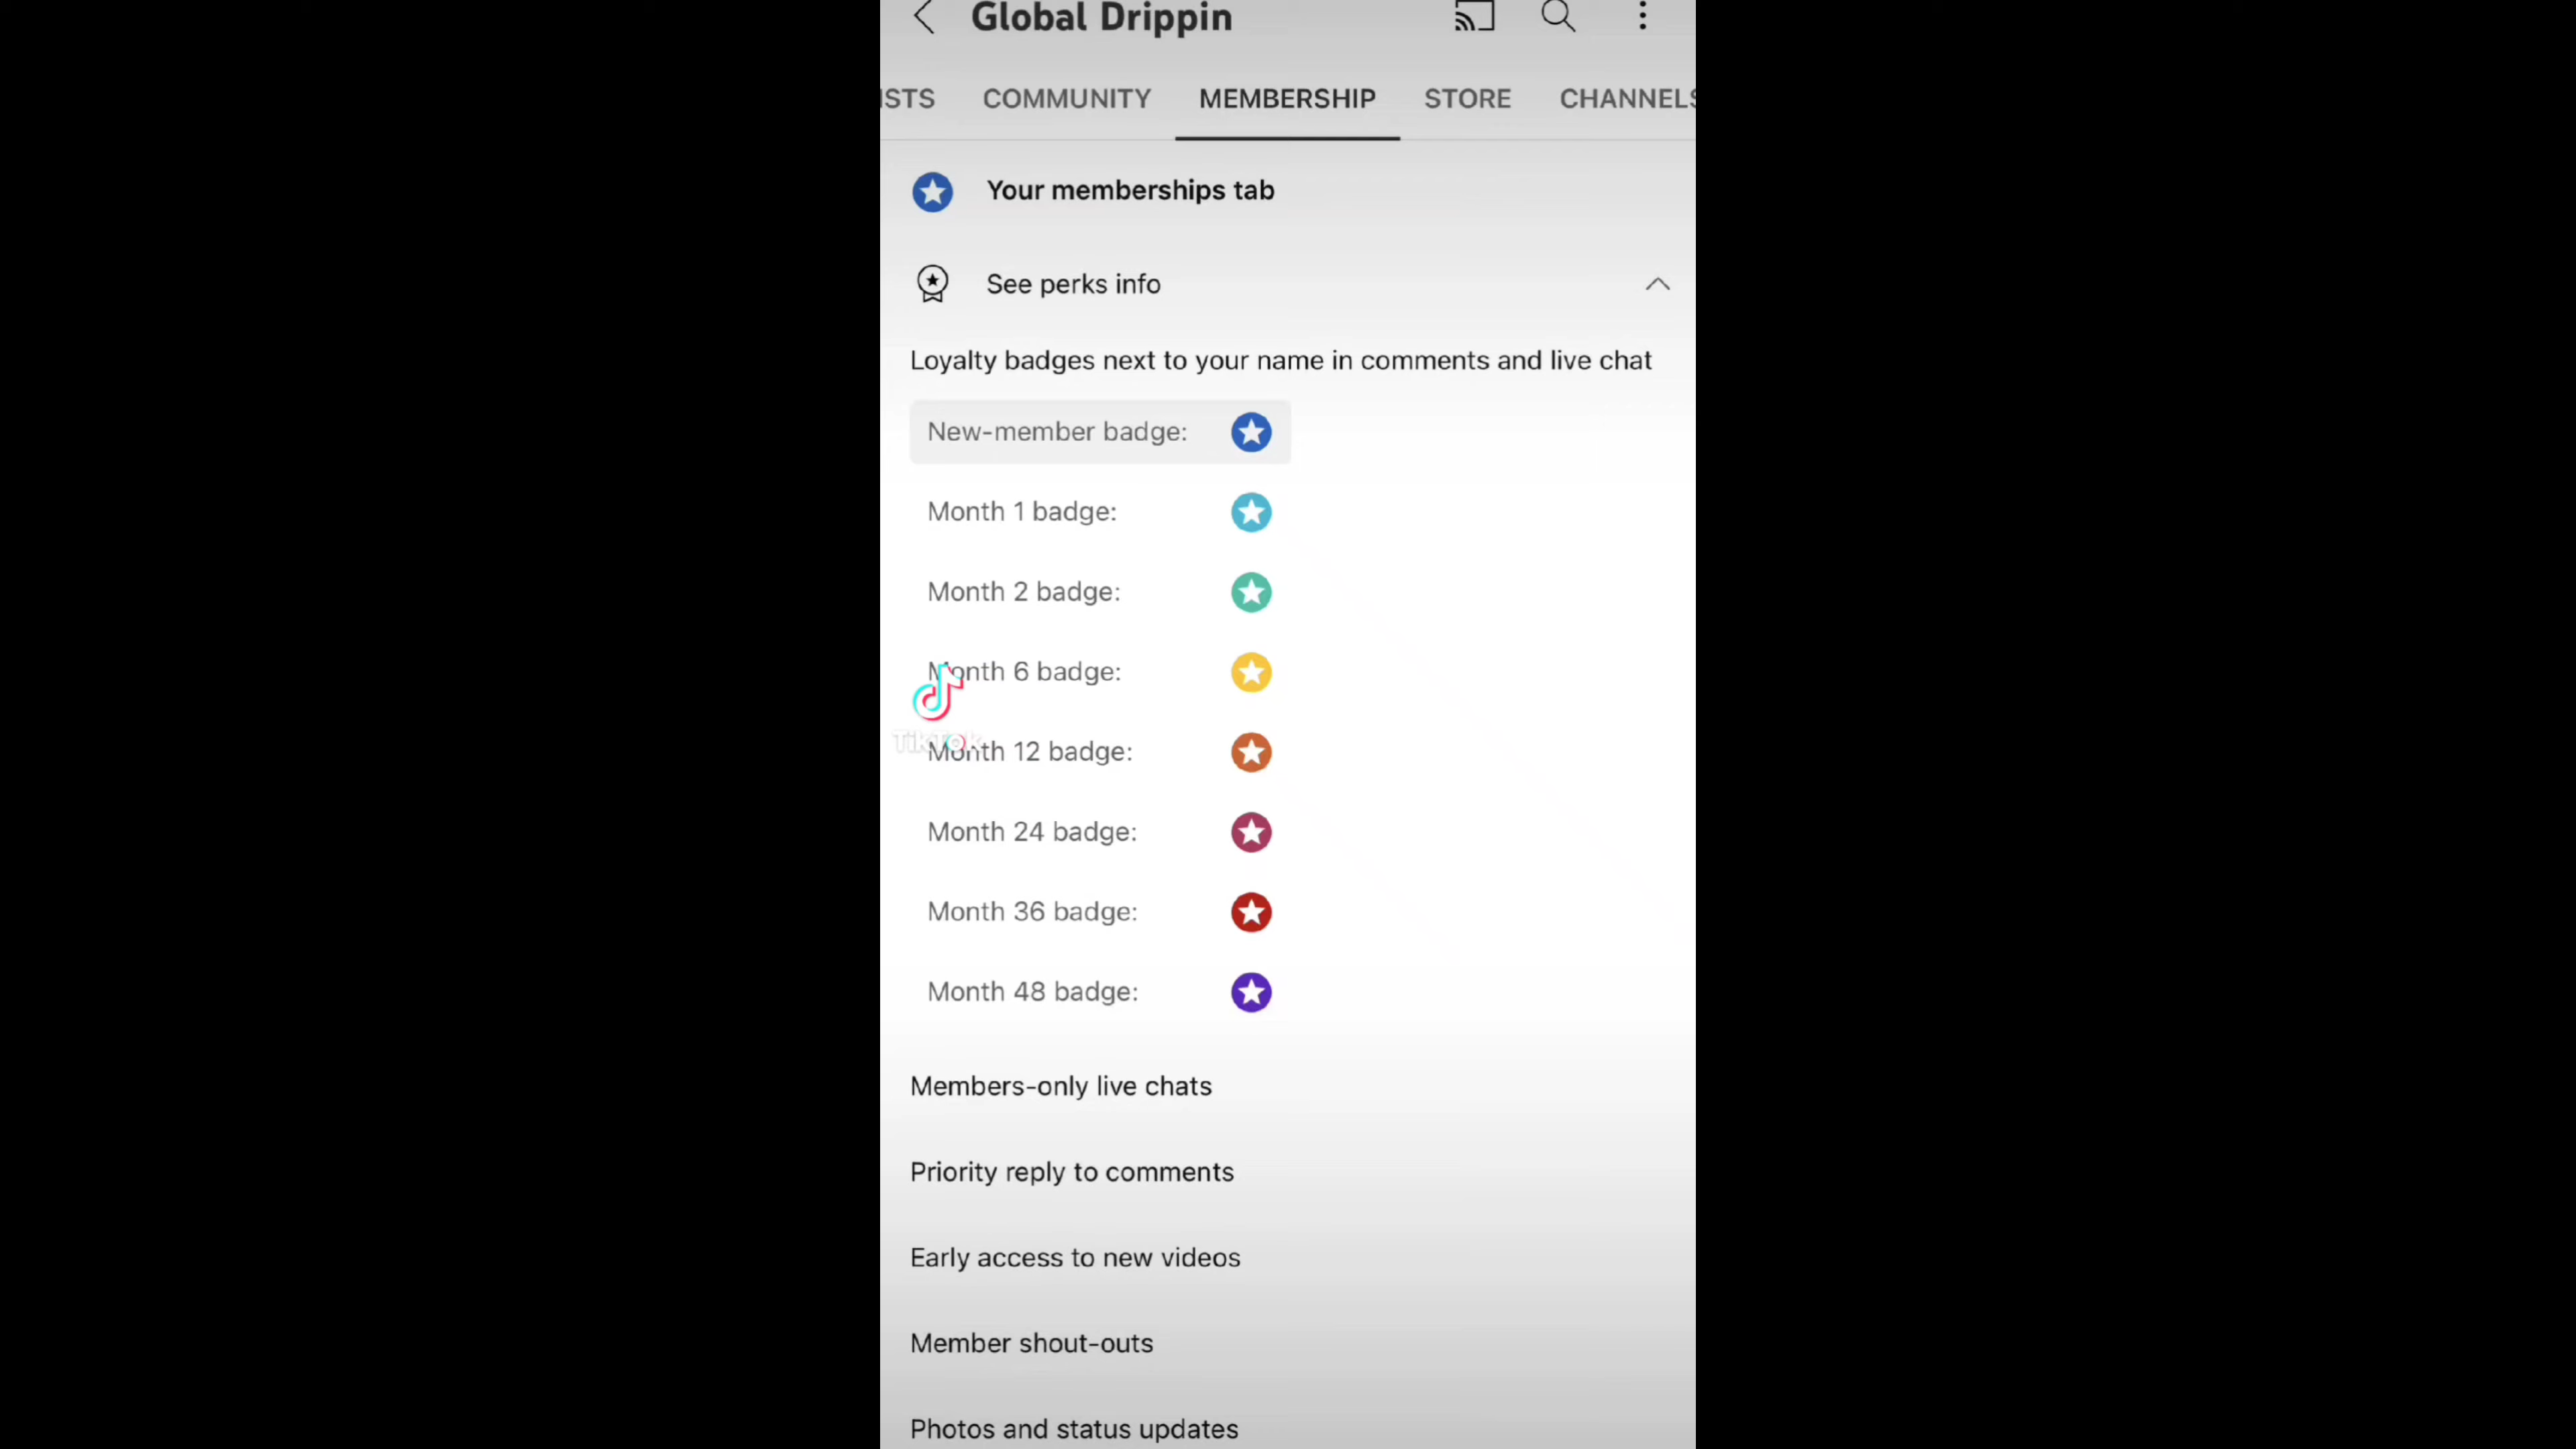 Global Drippin
ISTS COMMUNITY MEMBERSHIP STORE CHANNELS
Your memberships tab
See perks info
Loyalty badges next to your name in comments and live chat
New-member badge:
Month 1 badge:
Month 2 badge:
Month 6 badge:
TikTok
Month 12 badge:
Month 24 badge:
Month 36 badge:
Month 48 badge:
Members-only live chats
Priority reply to comments
Early access to new videos
Member shout-outs
Photos and status updates